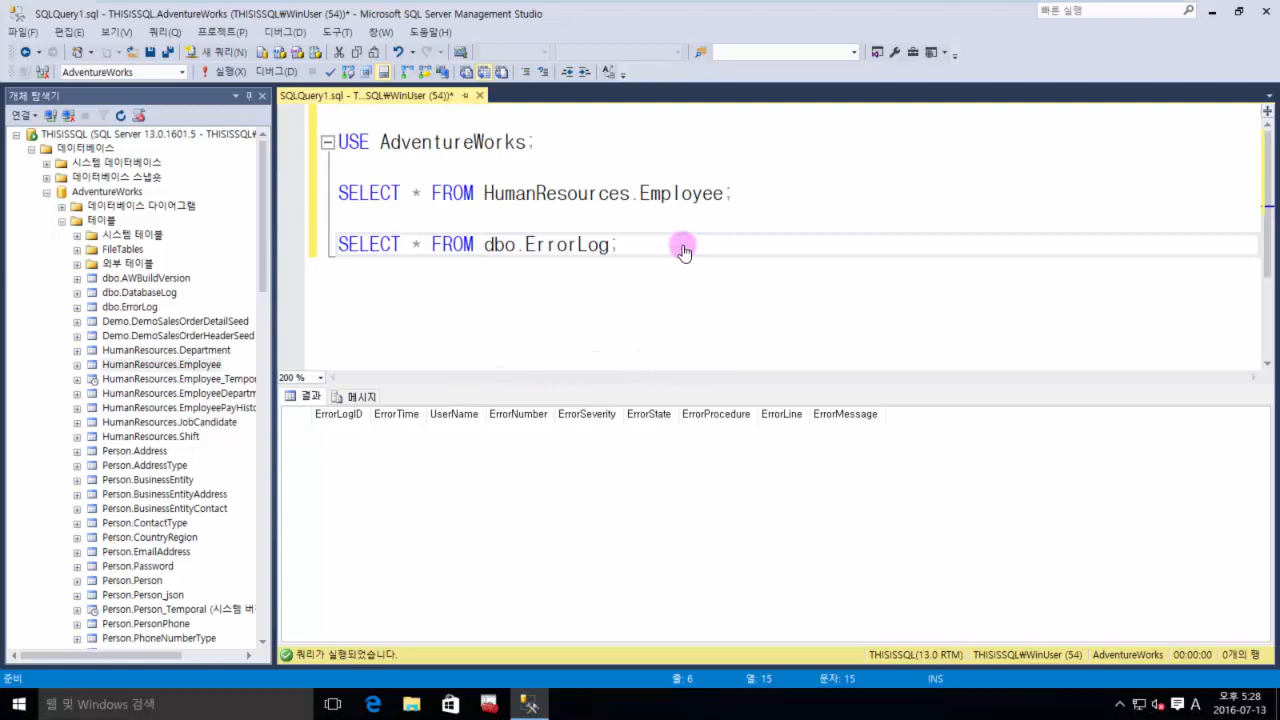 SQLQuery1.sql - THISISSQL.AdventureWorks (THISISSQL₩WinUser (54))* - Microsoft SQL Server Management Studio
빠른 실행
파일(F) 편집(E) 보기(V) 쿼리(Q) 프로젝트(P) 디버그(D) 도구(T) 창(W) 도움말(H)
새 쿼리(N)
AdventureWorks
실행(X) 디버그(D)
개체 탐색기
SQLQuery1.sql - T...SQL₩WinUser (54))*
연결
THISISSQL (SQL Server 13.0.1601.5 - THISISSQL₩
데이터베이스
시스템 데이터베이스
데이터베이스 스냅숏
AdventureWorks
데이터베이스 다이어그램
테이블
시스템 테이블
FileTables
외부 테이블
dbo.AWBuildVersion
dbo.DatabaseLog
dbo.ErrorLog
Demo.DemoSalesOrderDetailSeed
Demo.DemoSalesOrderHeaderSeed
HumanResources.Department
HumanResources.Employee
HumanResources.Employee_Tempo
HumanResources.EmployeeDepartm
HumanResources.EmployeePayHisto
HumanResources.JobCandidate
HumanResources.Shift
Person.Address
Person.AddressType
Person.BusinessEntity
Person.BusinessEntityAddress
Person.BusinessEntityContact
Person.ContactType
Person.CountryRegion
Person.EmailAddress
Person.Password
Person.Person
Person.Person_json
Person.Person_Temporal (시스템 버
Person.PersonPhone
Person.PhoneNumberType
USE AdventureWorks;
SELECT * FROM HumanResources.Employee;
SELECT * FROM dbo.ErrorLog;
200 %
결과 메시지
ErrorLogID ErrorTime UserName ErrorNumber ErrorSeverity ErrorState ErrorProcedure ErrorLine ErrorMessage
쿼리가 실행되었습니다.
THISISSQL(13.0 RTM) THISISSQL₩WinUser (54) AdventureWorks 00:00:00 0개의 행
준비
줄: 6 열: 15 문자: 15 INS
웹 및 Windows 검색
A
오후 5:28
2016-07-13